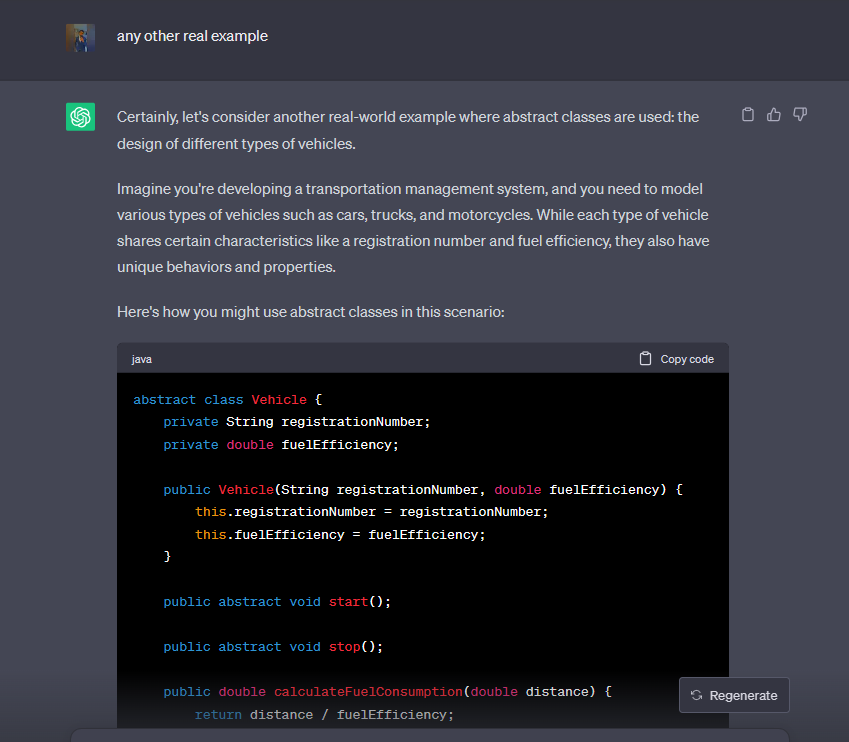 any other real example
Certainly, let's consider another real-world example where abstract classes are used: the
design of different types of vehicles.
Imagine you're developing a transportation management system, and you need to model
various types of vehicles such as cars, trucks, and motorcycles. While each type of vehicle
shares certain characteristics like a registration number and fuel efficiency, they also have
unique behaviors and properties.
Here's how you might use abstract classes in this scenario:
java Copy code
abstract class Vehicle {
    private String registrationNumber;
    private double fuelEfficiency;
    public Vehicle(String registrationNumber, double fuelEfficiency) {
        this.registrationNumber = registrationNumber;
        this.fuelEfficiency = fuelEfficiency;
    }
    public abstract void start();
    public abstract void stop();
    public double calculateFuelConsumption(double distance) {
        return distance / fuelEfficiency;
Regenerate